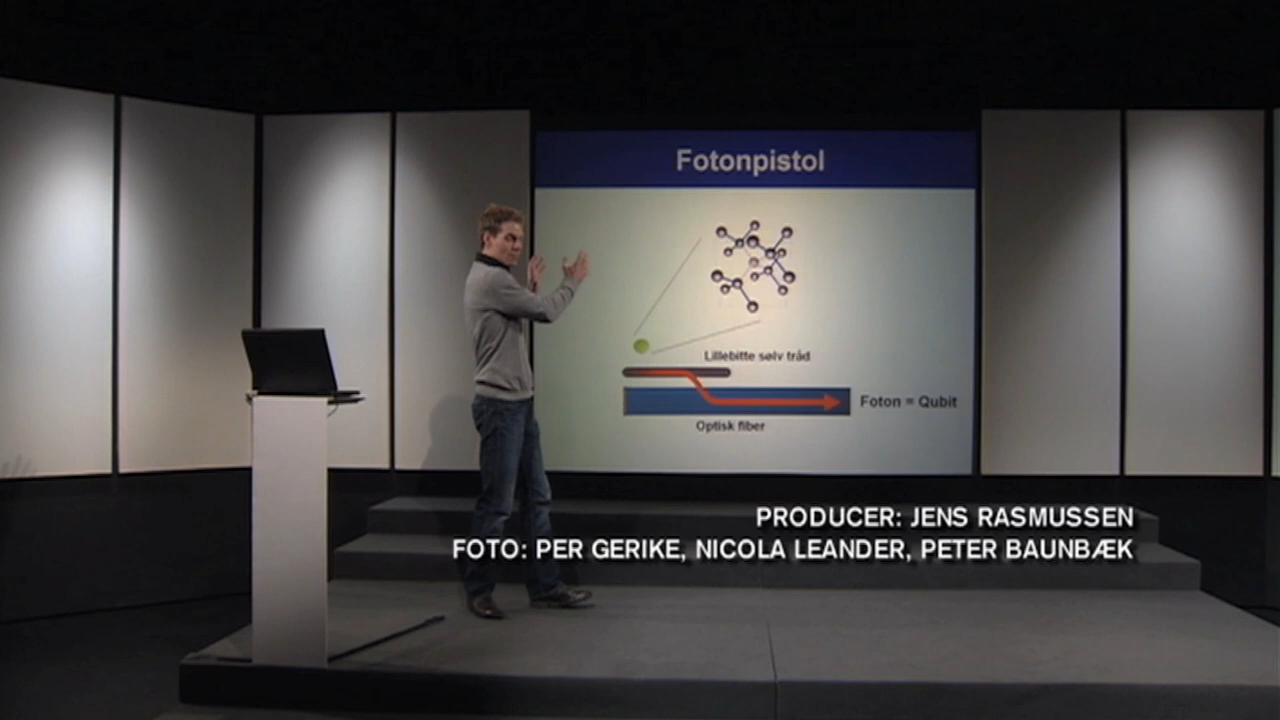 Fotonpistol
Lillebitte sølv tråd
Foton = Qubit
Optisk fiber
PRODUCER: JENS RASMUSSEN
FOTO: PER GERIKE, NICOLA LEANDER, PETER BAUNBÆK